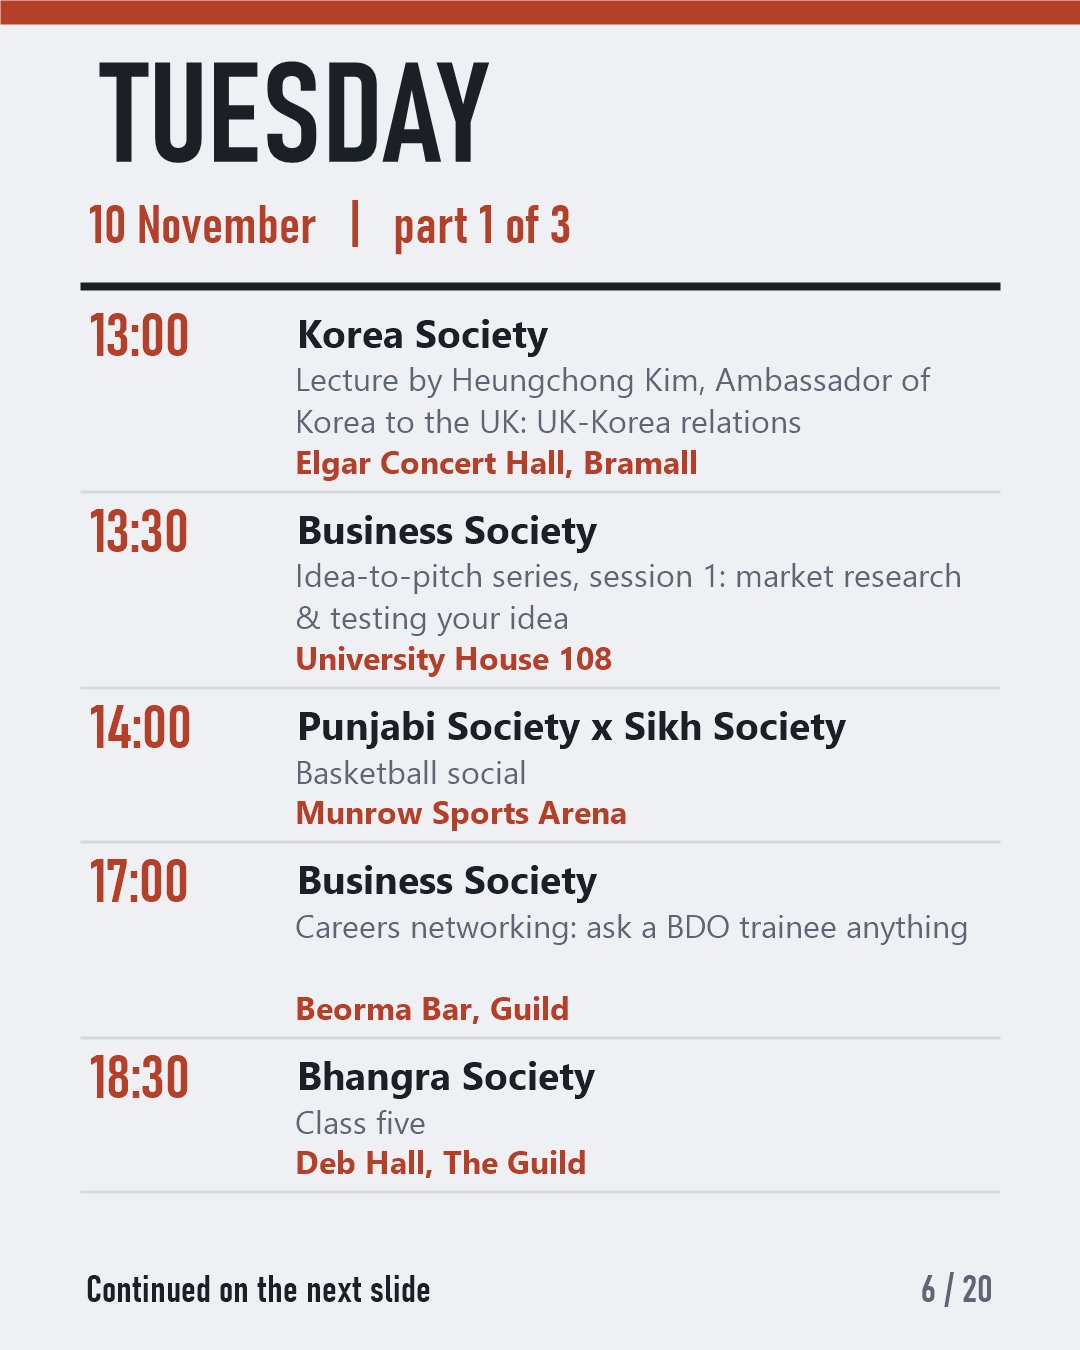 TUESDAY
10 November | part 1 of 3
13:00
Korea Society
Lecture by Heungchong Kim, Ambassador of
Korea to the UK: UK-Korea relations
Elgar Concert Hall, Bramall
13:30
Business Society
Idea-to-pitch series, session 1: market research
& testing your idea
University House 108
14:00
Punjabi Society x Sikh Society
Basketball social
Munrow Sports Arena
17:00
Business Society
Careers networking: ask a BDO trainee anything
Beorma Bar, Guild
18:30
Bhangra Society
Class five
Deb Hall, The Guild
Continued on the next slide
6 / 20